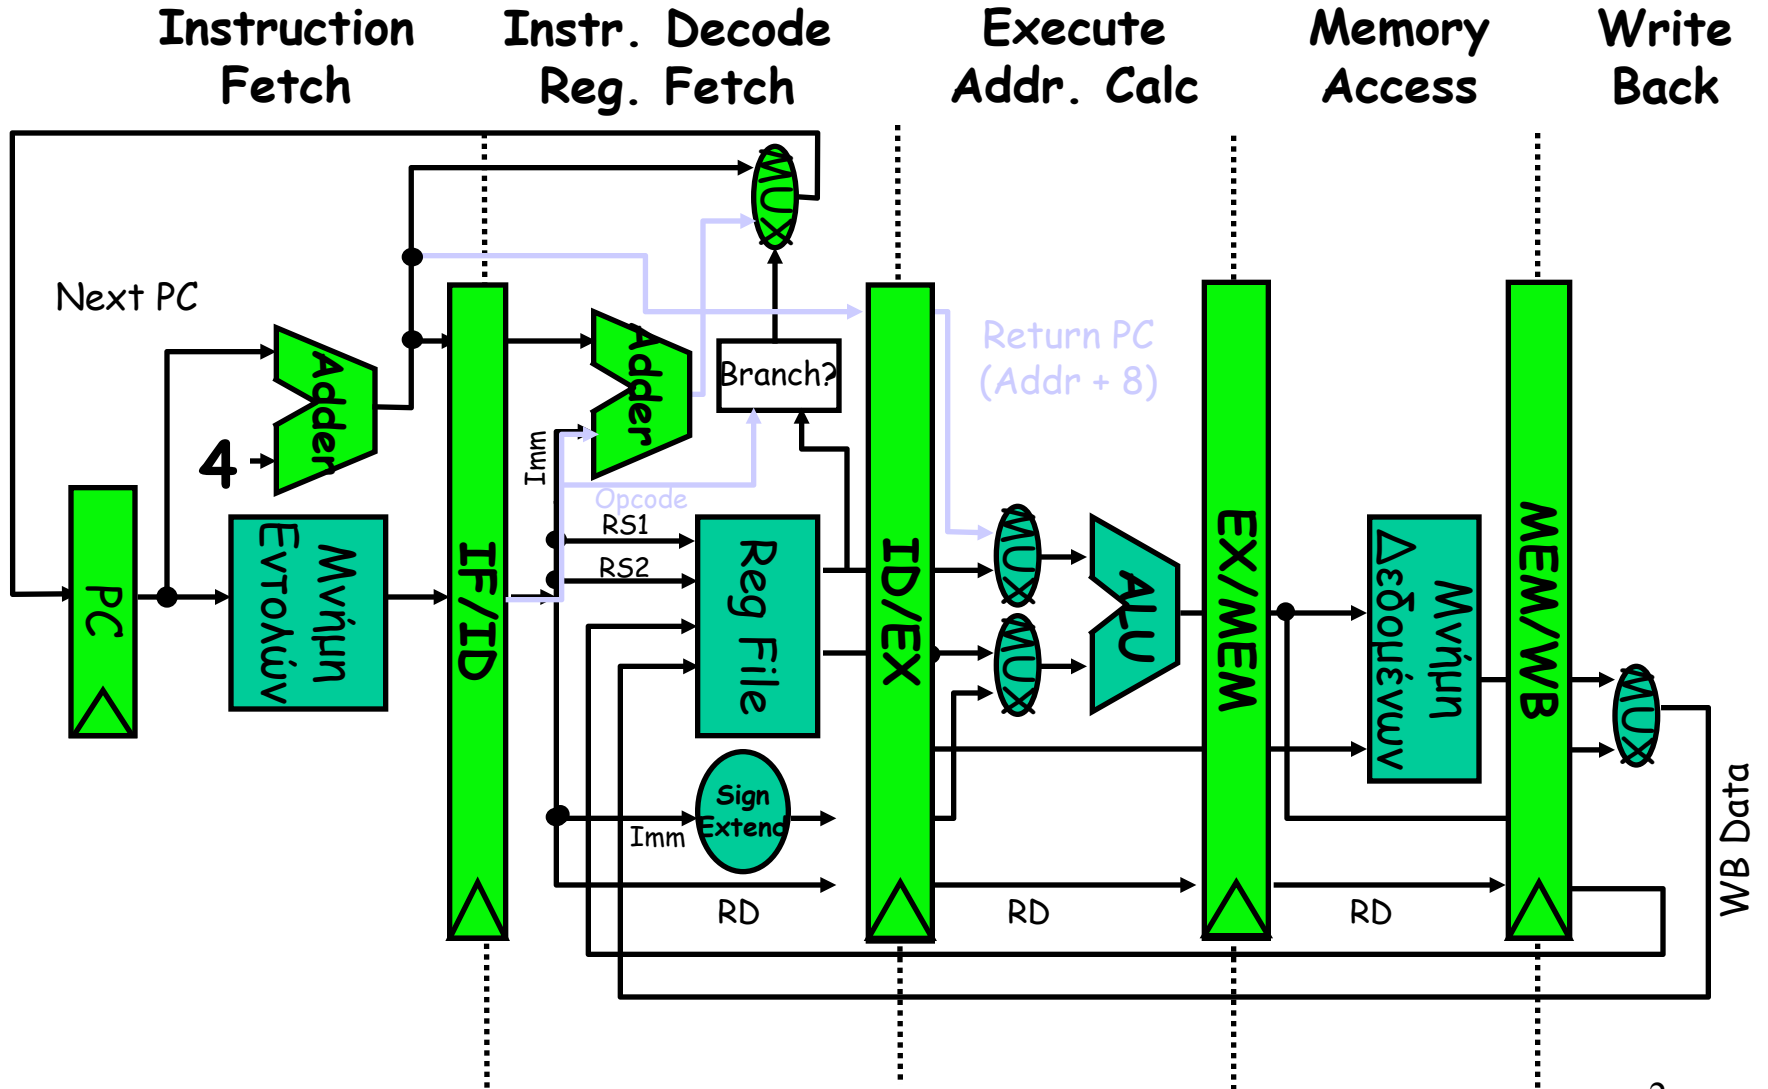 Instruction
Fetch
Instr. Decode
Reg. Fetch
Execute
Addr. Calc
Memory
Access
Write
Back
MUX
Next PC
Adder
4
PC
Μνήμη
Εντολών
IF/ID
Adder
Branch?
Imm
Opcode
RS1
RS2
Reg File
Sign
Extend
Imm
RD
ID/EX
Return PC
(Addr + 8)
MUX
MUX
ALU
RD
EX/MEM
Μνήμη
Δεδομένων
RD
MEM/WB
MUX
WB Data